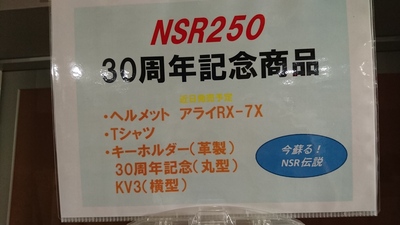 NSR250
30周年記念商品
・ヘルメット アライRX-7X
・Tシャツ
・キーホルダー(革製)
30周年記念(丸型)
KV3(横型)
今蘇る!
NSR伝説